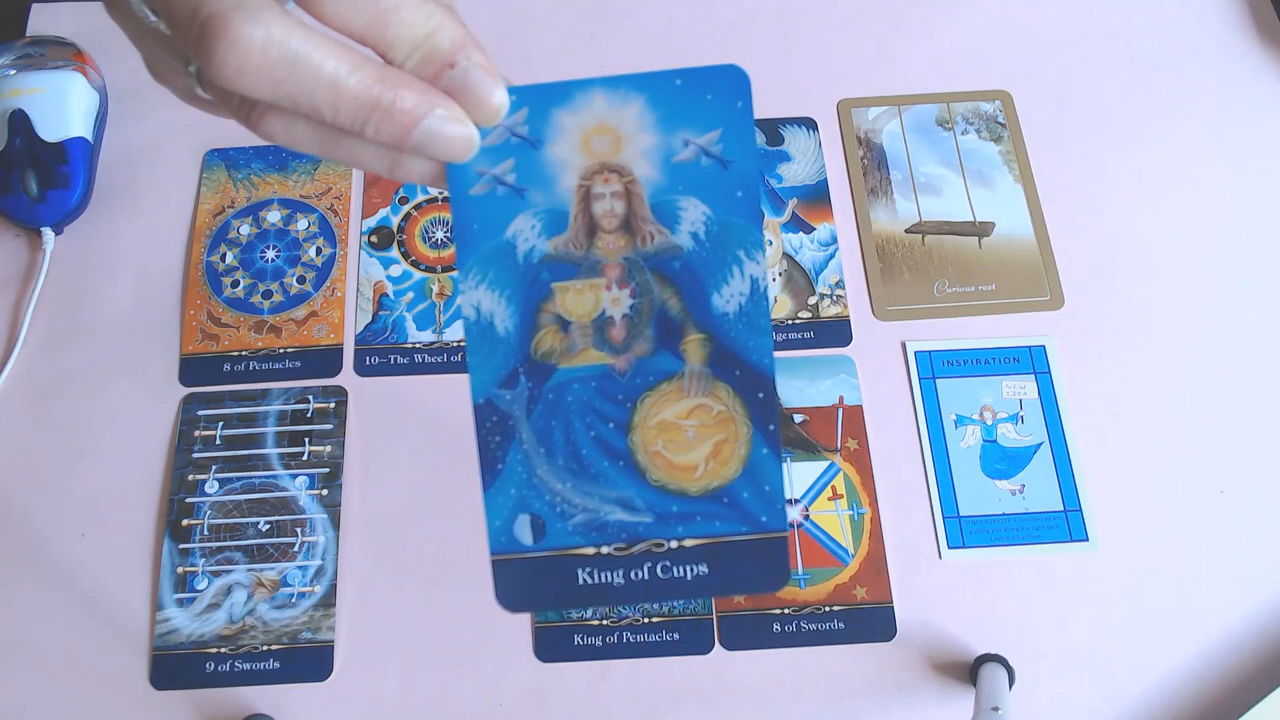 8 of Pentacles
10~The Wheel of
King of Cups
gement
Curious rest
INSPIRATION
NEW
IDEA
9 of Swords
King of Pentacles
8 of Swords